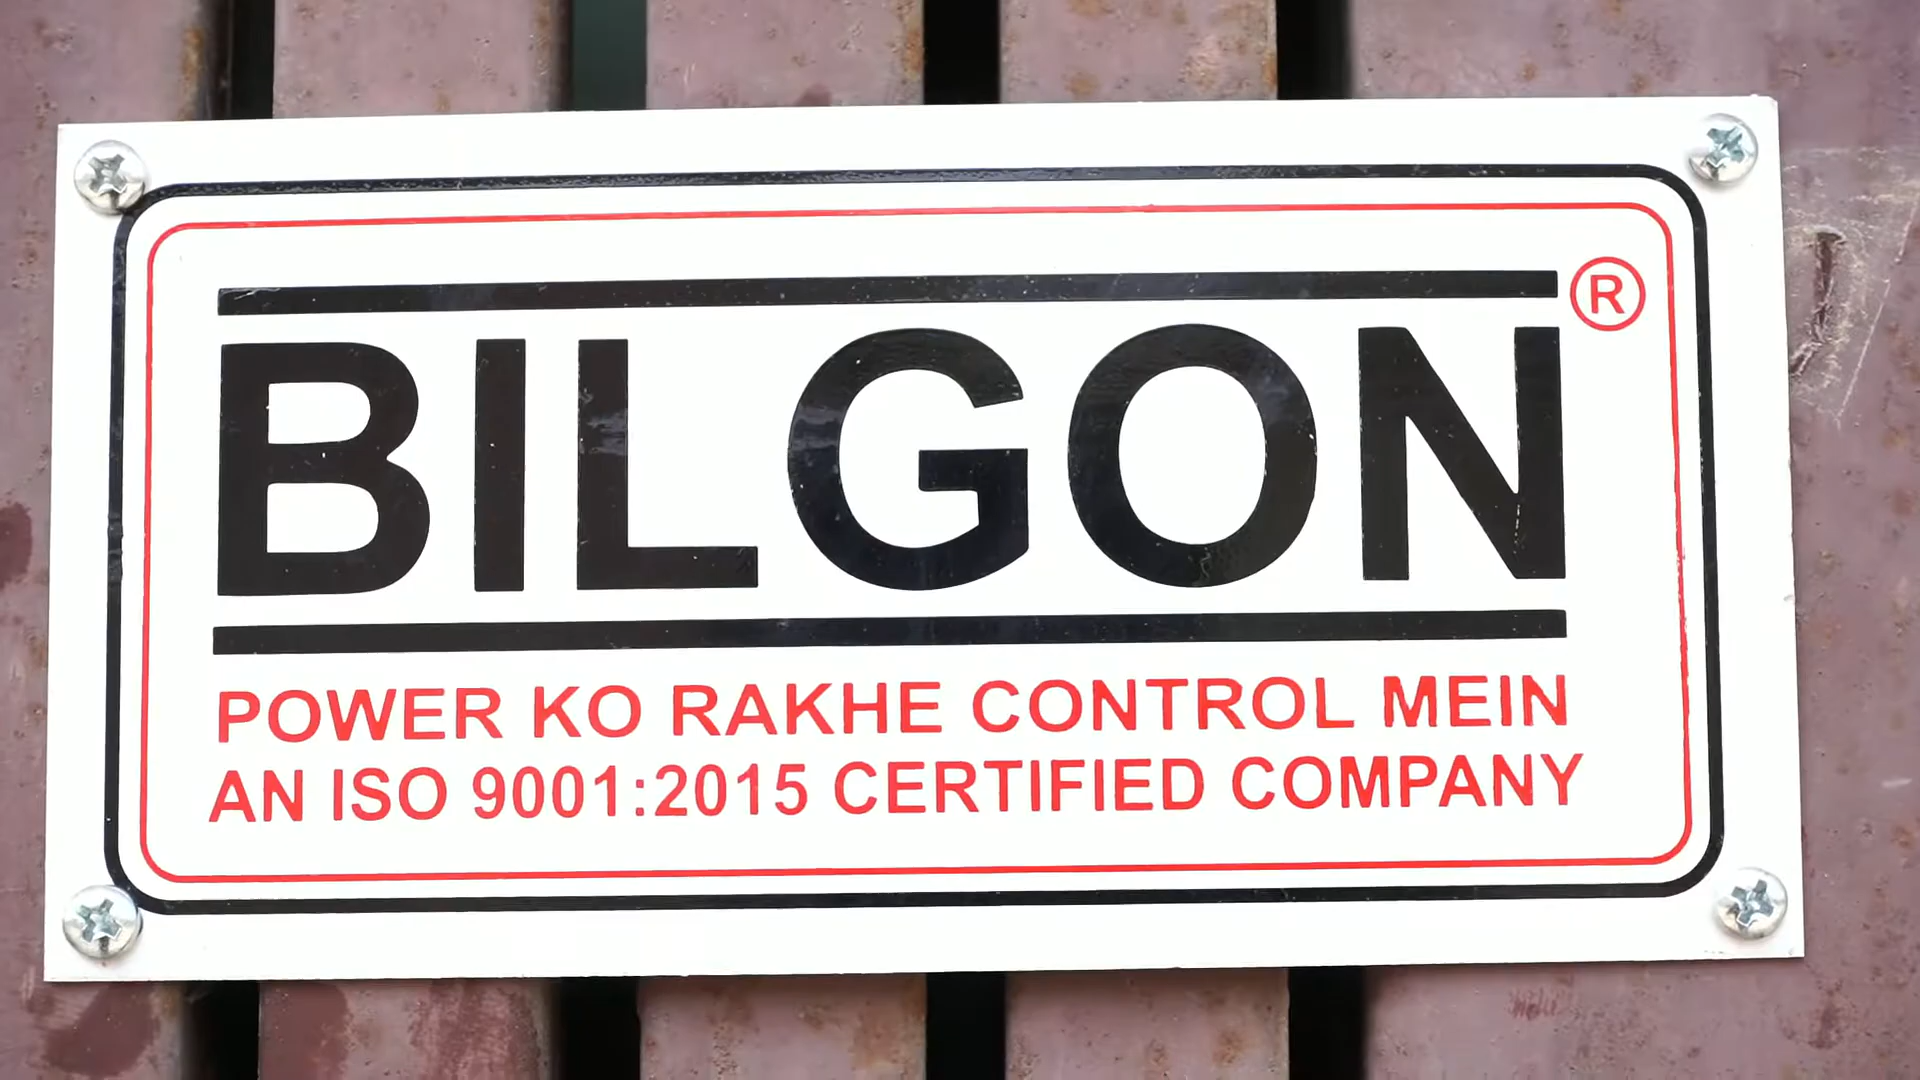 BILGON®
POWER KO RAKHE CONTROL MEIN
AN ISO 9001:2015 CERTIFIED COMPANY